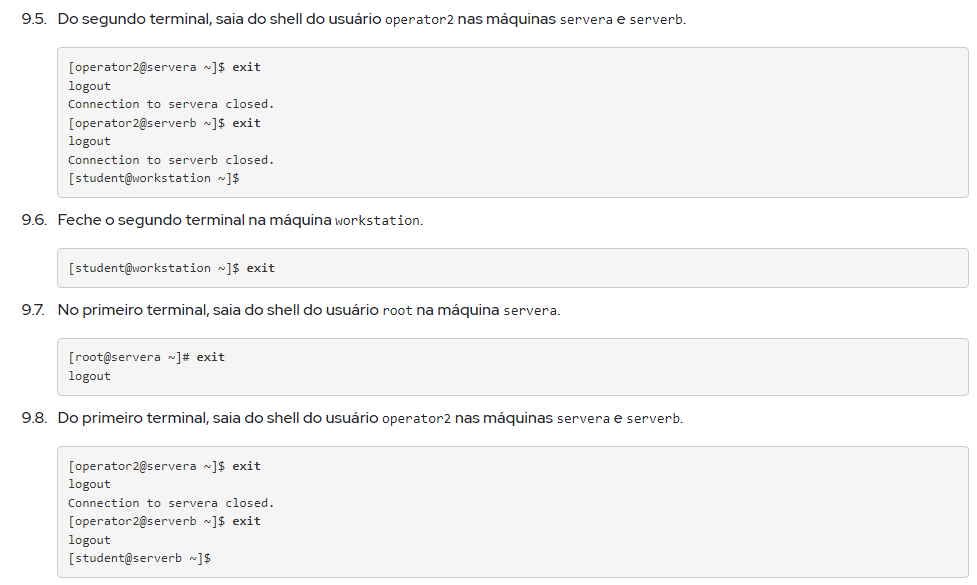 9.5. Do segundo terminal, saia do shell do usuário operator2 nas máquinas servera e serverb.
[operator2@servera ~]$ exit
logout
Connection to servera closed.
[operator2@serverb ~]$ exit
logout
Connection to serverb closed.
[student@workstation ~]$
9.6. Feche o segundo terminal na máquina workstation.
[student@workstation ~]$ exit
9.7. No primeiro terminal, saia do shell do usuário root na máquina servera.
[root@servera ~]# exit
logout
9.8. Do primeiro terminal, saia do shell do usuário operator2 nas máquinas servera e serverb.
[operator2@servera ~]$ exit
logout
Connection to servera closed.
[operator2@serverb ~]$ exit
logout
[student@serverb ~]$